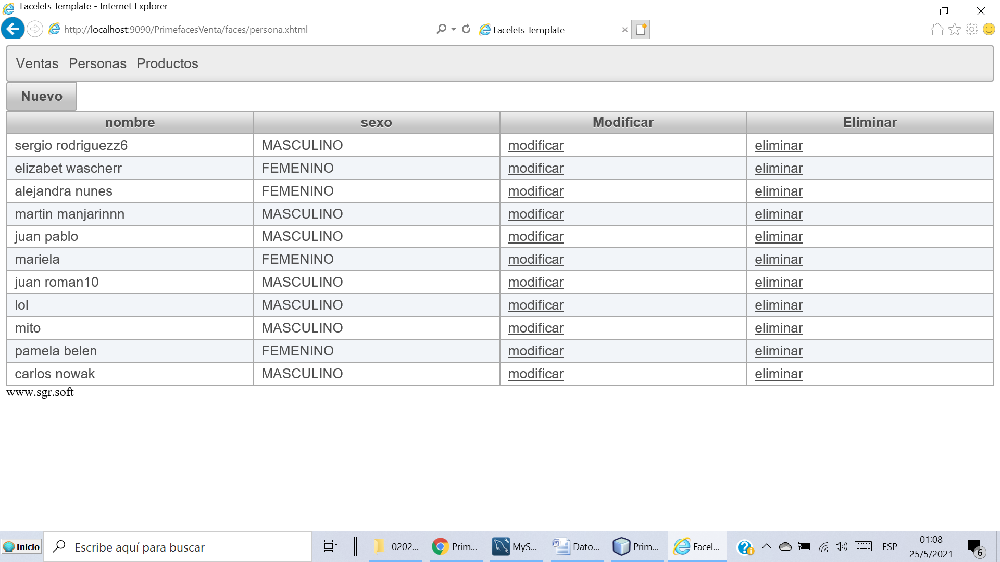 Facelets Template - Internet Explorer
http://localhost:9090/PrimefacesVenta/faces/persona.xhtml
Facelets Template
Ventas Personas Productos
Nuevo
nombre sexo Modificar Eliminar
sergio rodriguezz6 MASCULINO modificar eliminar
elizabet wascherr FEMENINO modificar eliminar
alejandra nunes FEMENINO modificar eliminar
martin manjarinnn MASCULINO modificar eliminar
juan pablo MASCULINO modificar eliminar
mariela FEMENINO modificar eliminar
juan roman10 MASCULINO modificar eliminar
lol MASCULINO modificar eliminar
mito MASCULINO modificar eliminar
pamela belen FEMENINO modificar eliminar
carlos nowak MASCULINO modificar eliminar
www.sgr.soft
Inicio Escribe aquí para buscar 0202... Prim... MyS... Dato... Prim... Facel... ESP 01:08
25/5/2021 6